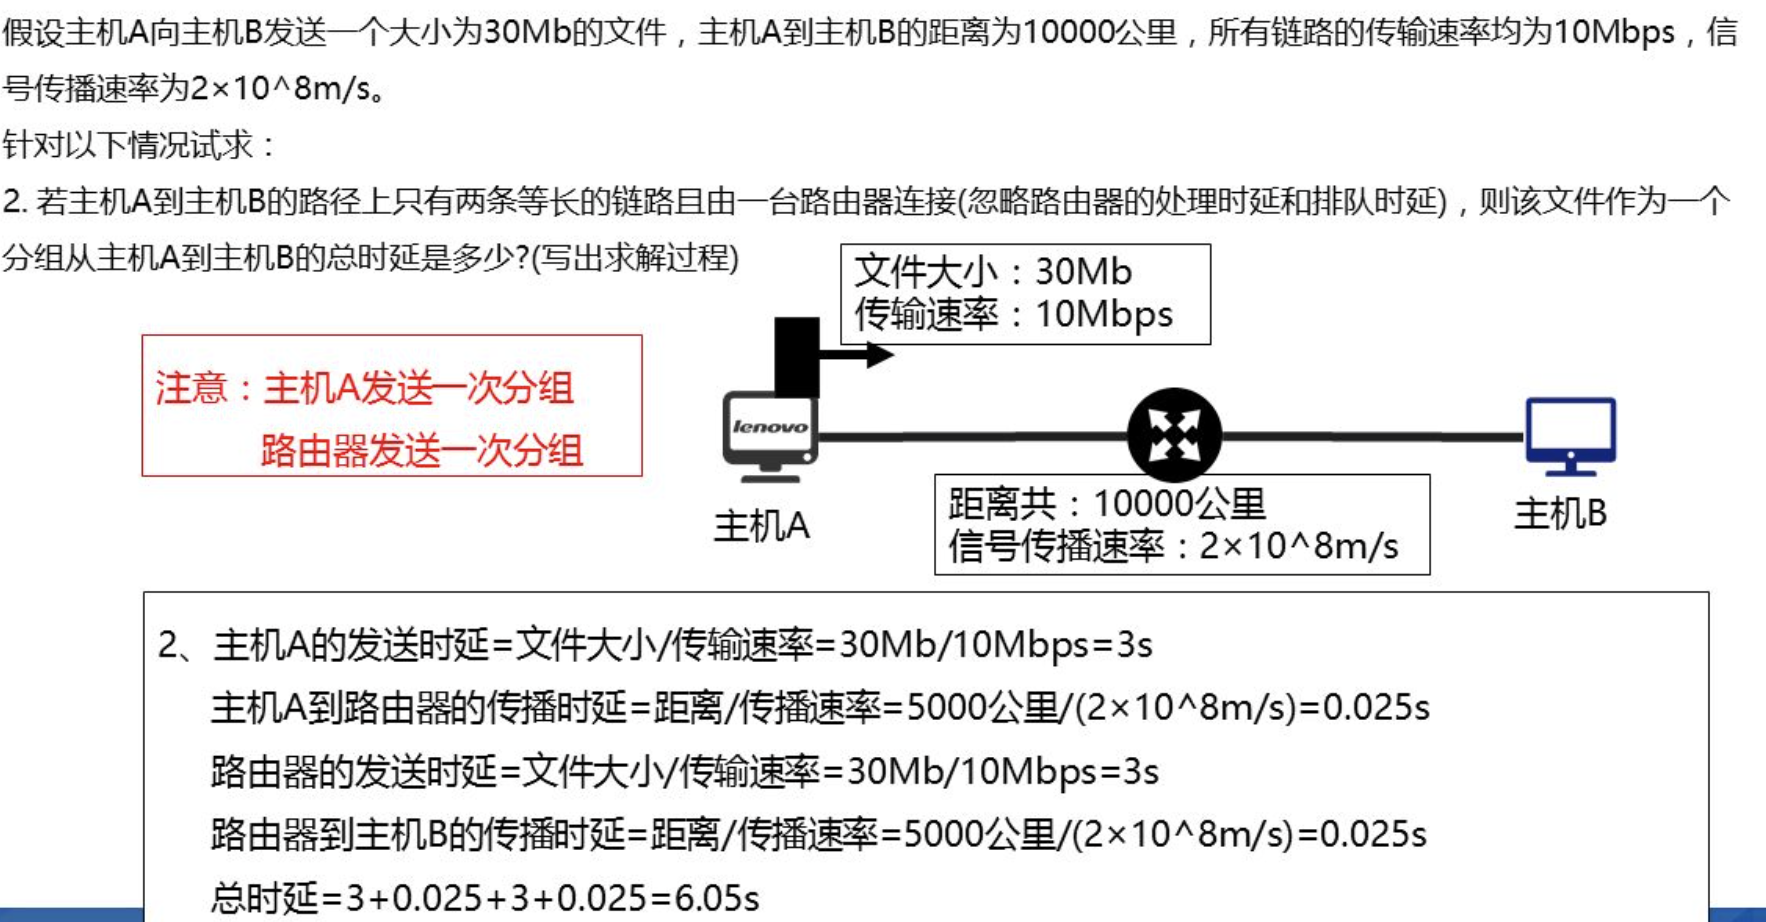 假设主机A向主机B发送一个大小为30Mb的文件，主机A到主机B的距离为10000公里，所有链路的传输速率均为10Mbps，信
号传播速率为2×10^8m/s。
针对以下情况试求：
2. 若主机A到主机B的路径上只有两条等长的链路且由一台路由器连接(忽略路由器的处理时延和排队时延)，则该文件作为一个
分组从主机A到主机B的总时延是多少?(写出求解过程)
文件大小：30Mb
传输速率：10Mbps
注意：主机A发送一次分组
路由器发送一次分组
lenovo
距离共：10000公里
信号传播速率：2×10^8m/s
主机A
主机B
2、主机A的发送时延=文件大小/传输速率=30Mb/10Mbps=3s
主机A到路由器的传播时延=距离/传播速率=5000公里/(2×10^8m/s)=0.025s
路由器的发送时延=文件大小/传输速率=30Mb/10Mbps=3s
路由器到主机B的传播时延=距离/传播速率=5000公里/(2×10^8m/s)=0.025s
总时延=3+0.025+3+0.025=6.05s